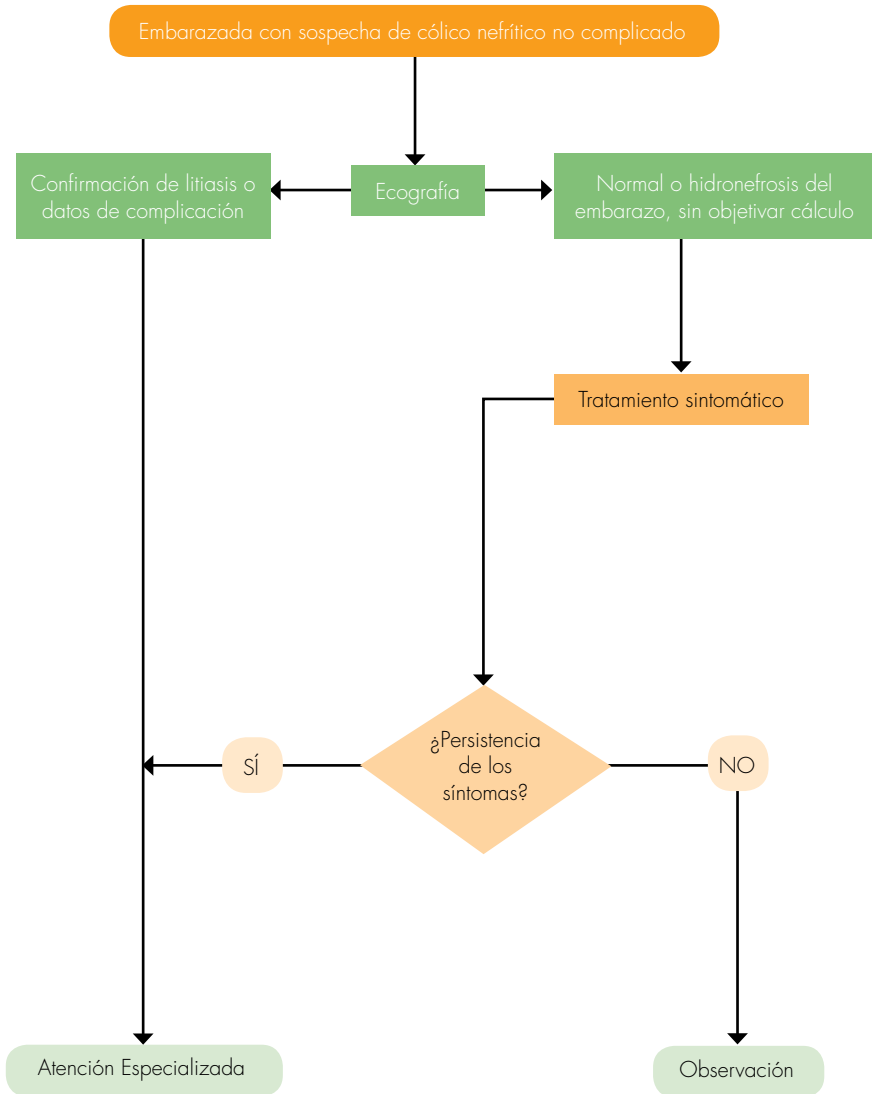 Embarazada con sospecha de cólico nefrítico no complicado
Confirmación de litiasis o
datos de complicación
Ecografía
Normal o hidronefrosis del
embarazo, sin objetivar cálculo
Tratamiento sintomático
¿Persistencia
de los
síntomas?
SÍ
NO
Atención Especializada
Observación